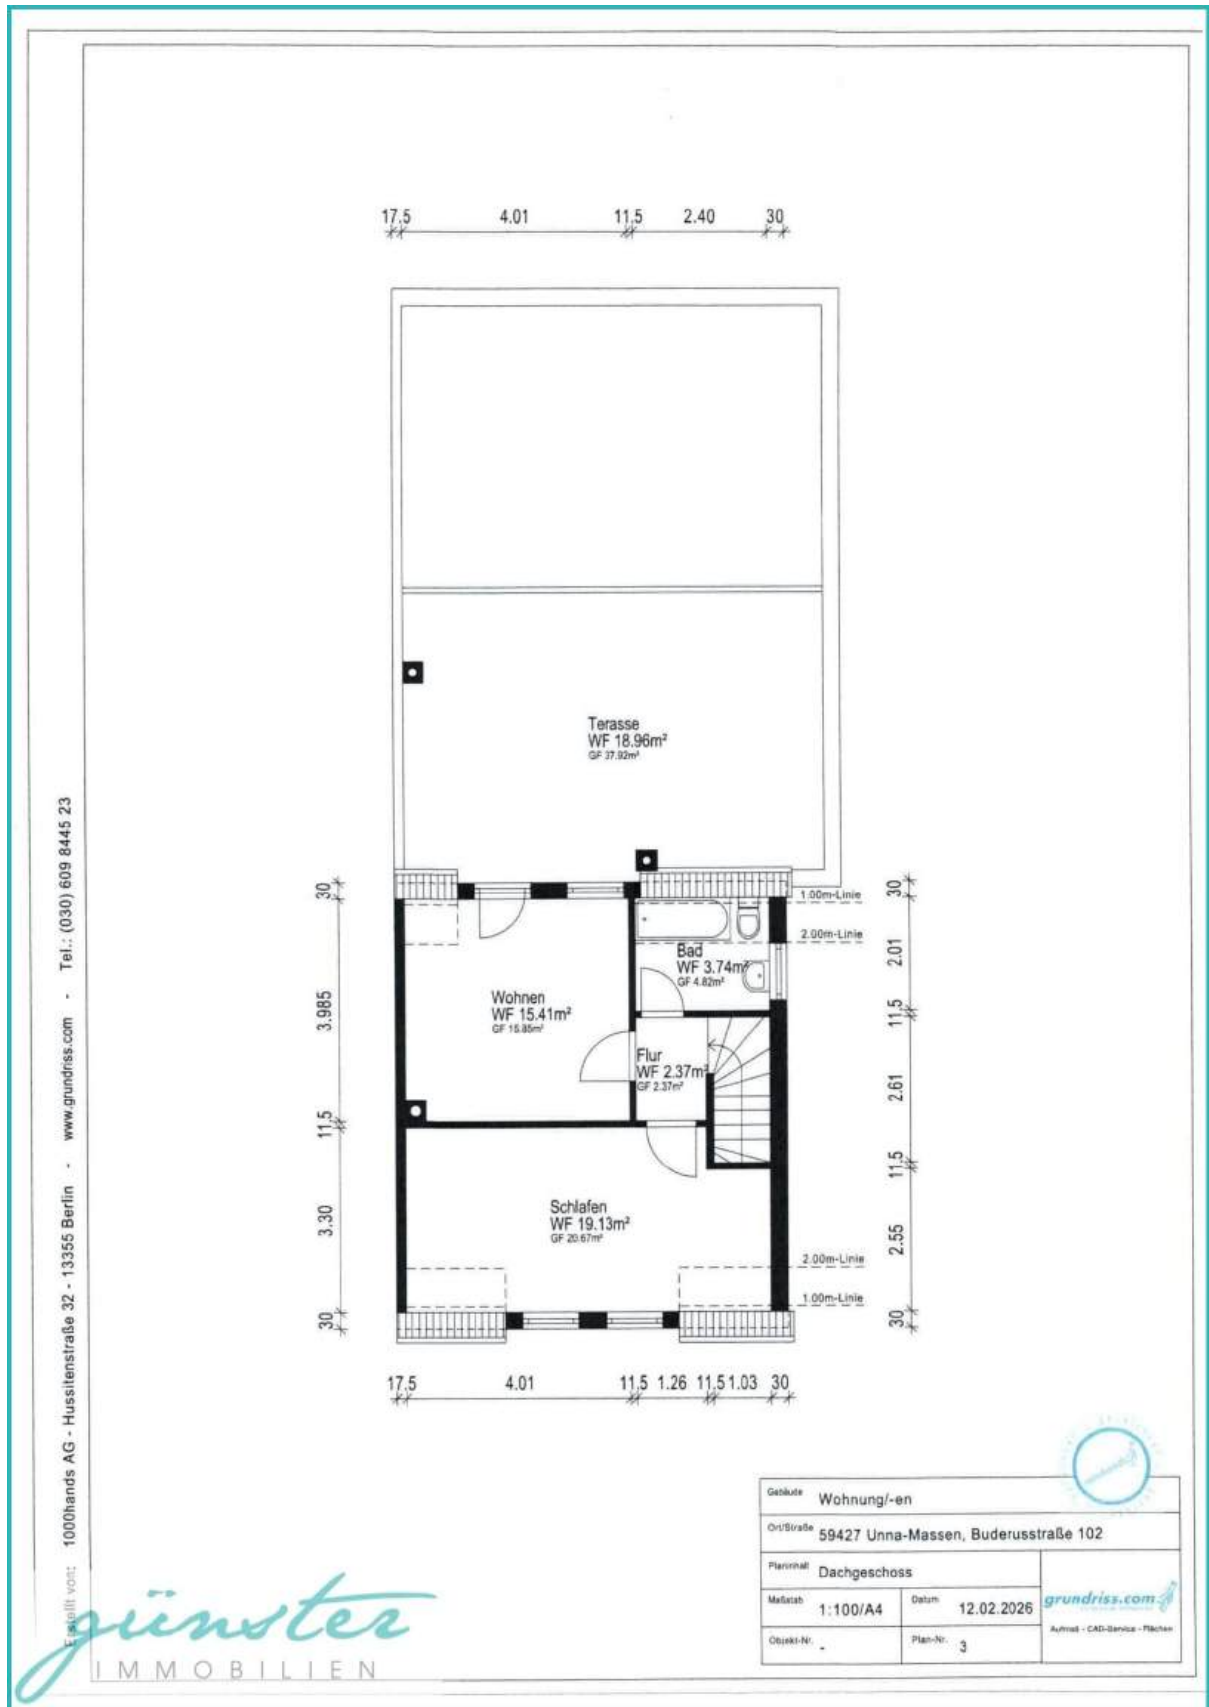 17.5 4.01 11.5 2.40 30
Terasse
WF 18.96m²
GF 37.92m²
30
3.985
11.5
3.30
30
1.00m-Linie
2.00m-Linie
30
2.01
11.5
2.61
11.5
2.55
30
Bad
WF 3.74m²
GF 4.82m²
Wohnen
WF 15.41m²
GF 15.85m²
Flur
WF 2.37m²
GF 2.37m²
Schlafen
WF 19.13m²
GF 20.67m²
2.00m-Linie
1.00m-Linie
17.5 4.01 11.5 1.26 11.5 1.03 30
Erstellt von: 1000hands AG - Hussitenstraße 32 - 13355 Berlin - www.grundriss.com - Tel.: (030) 609 8445 23
Gebäude Wohnung/-en
Ort/Straße 59427 Unna-Massen, Buderusstraße 102
Planinhalt Dachgeschoss
Maßstab 1:100/A4 Datum 12.02.2026
Objekt-Nr. - Plan-Nr. 3
grundriss.com
Aufmaß - CAD-Service - Flächen
günster
IMMOBILIEN